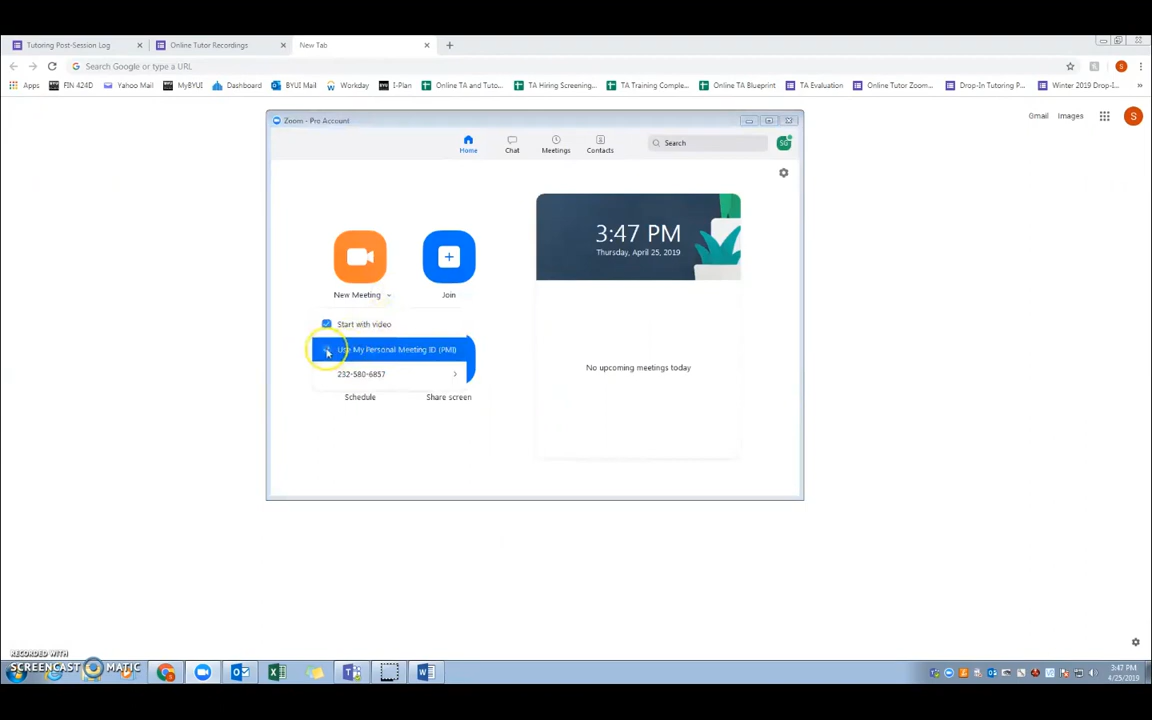 Tutoring Post-Session Log
Online Tutor Recordings
New Tab
Search Google or type a URL
Apps
FIN 424D
Yahoo Mail
MyBYUI
Dashboard
BYUI Mail
Workday
I-Plan
Online TA and Tuto...
TA Hiring Screening...
TA Training Comple...
Online TA Blueprint
TA Evaluation
Online Tutor Zoom...
Drop-In Tutoring P...
Winter 2019 Drop-I...
»
Gmail
Images
S
Zoom - Pro Account
Home
Chat
Meetings
Contacts
Search
SG
3:47 PM
Thursday, April 25, 2019
New Meeting
Join
Start with video
Use My Personal Meeting ID (PMI)
232-580-6857
Schedule
Share screen
No upcoming meetings today
RECORDED WITH
SCREENCAST MATIC
3:47 PM
4/25/2019